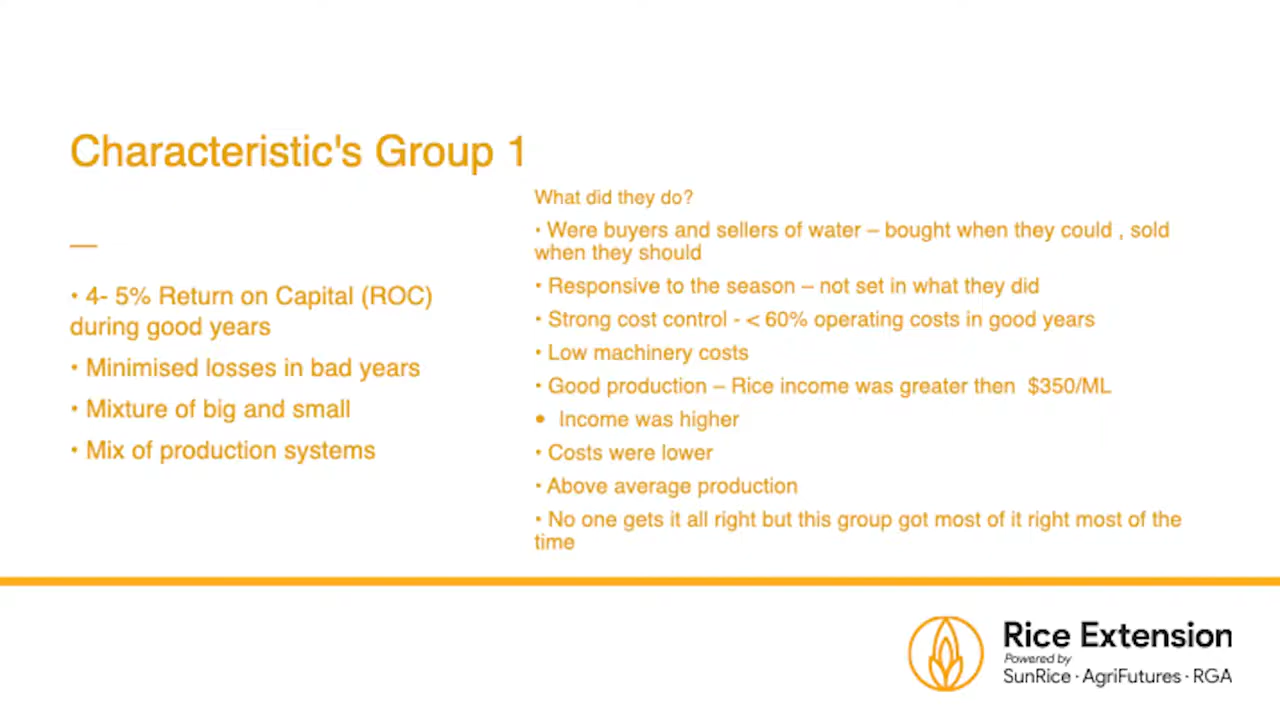 Characteristic's Group 1
—
• 4- 5% Return on Capital (ROC)
during good years
• Minimised losses in bad years
• Mixture of big and small
• Mix of production systems
What did they do?
• Were buyers and sellers of water – bought when they could , sold
when they should
• Responsive to the season – not set in what they did
• Strong cost control - < 60% operating costs in good years
• Low machinery costs
• Good production – Rice income was greater then $350/ML
• Income was higher
• Costs were lower
• Above average production
• No one gets it all right but this group got most of it right most of the
time
Rice Extension
Powered by
SunRice · AgriFutures · RGA